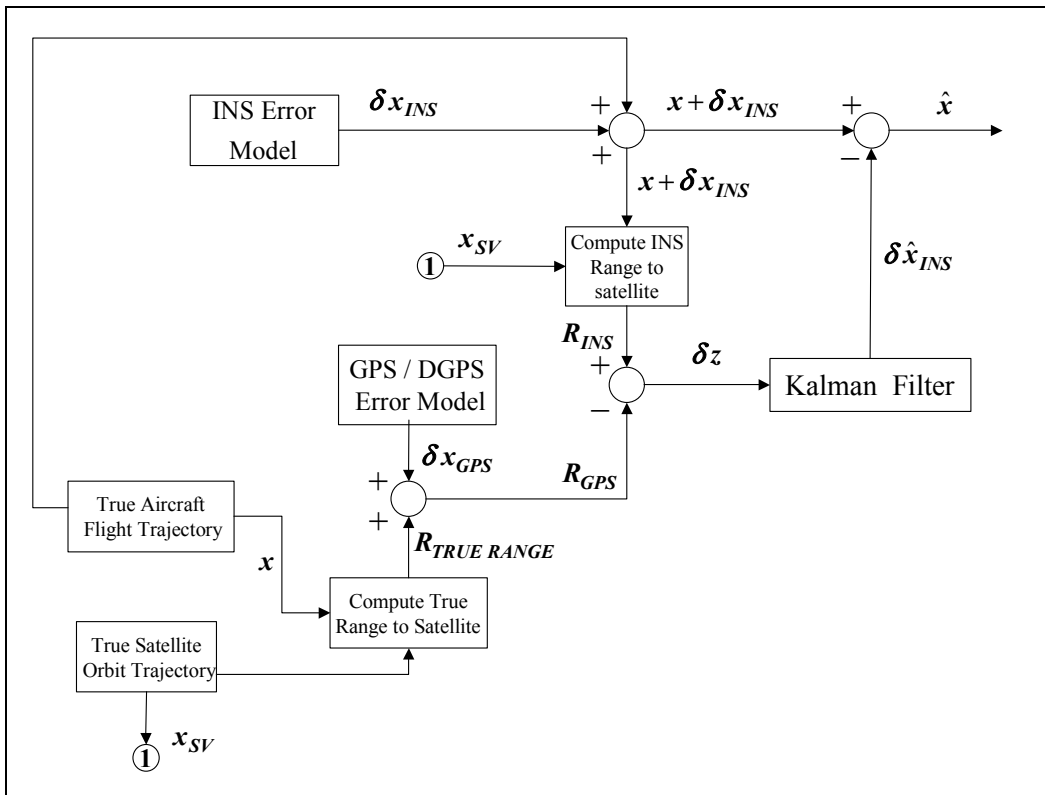 INS Error
Model
δx_INS
+
+
x + δx_INS
+
−
x̂
x + δx_INS
x_SV
1
Compute INS
Range to
satellite
δx̂_INS
R_INS
GPS / DGPS
Error Model
+
−
δz
Kalman Filter
δx_GPS
+
+
R_GPS
True Aircraft
Flight Trajectory
x
R_TRUE RANGE
Compute True
Range to Satellite
True Satellite
Orbit Trajectory
x_SV
1